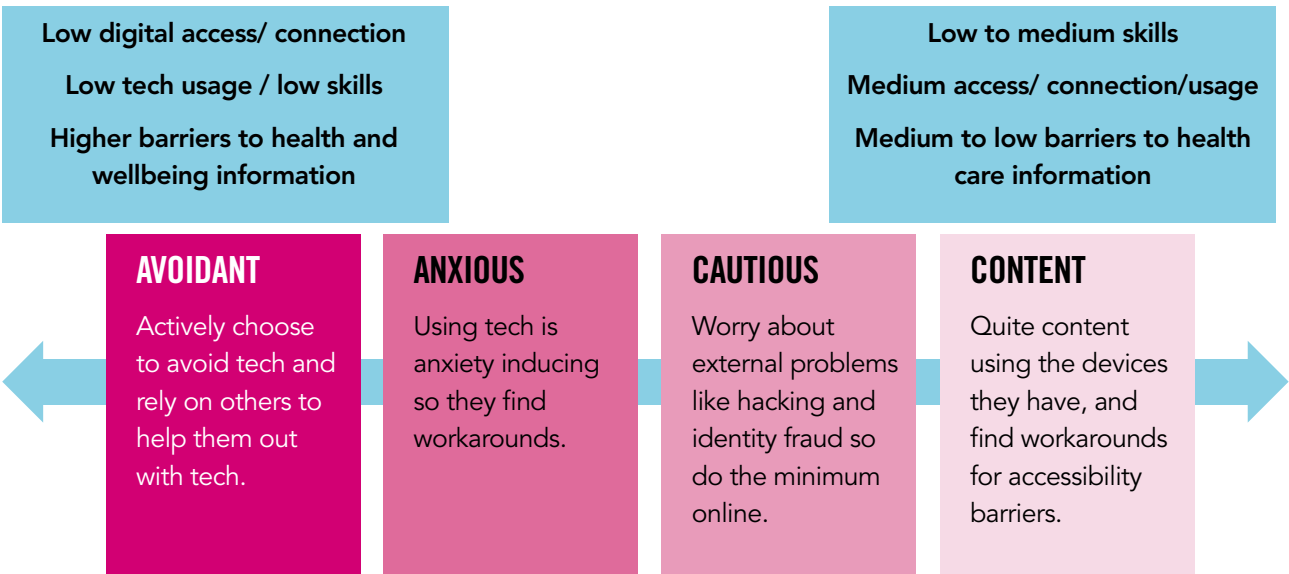 Low digital access/ connection
Low tech usage / low skills
Higher barriers to health and
wellbeing information
Low to medium skills
Medium access/ connection/usage
Medium to low barriers to health
care information
AVOIDANT
Actively choose
to avoid tech and
rely on others to
help them out
with tech.
ANXIOUS
Using tech is
anxiety inducing
so they find
workarounds.
CAUTIOUS
Worry about
external problems
like hacking and
identity fraud so
do the minimum
online.
CONTENT
Quite content
using the devices
they have, and
find workarounds
for accessibility
barriers.